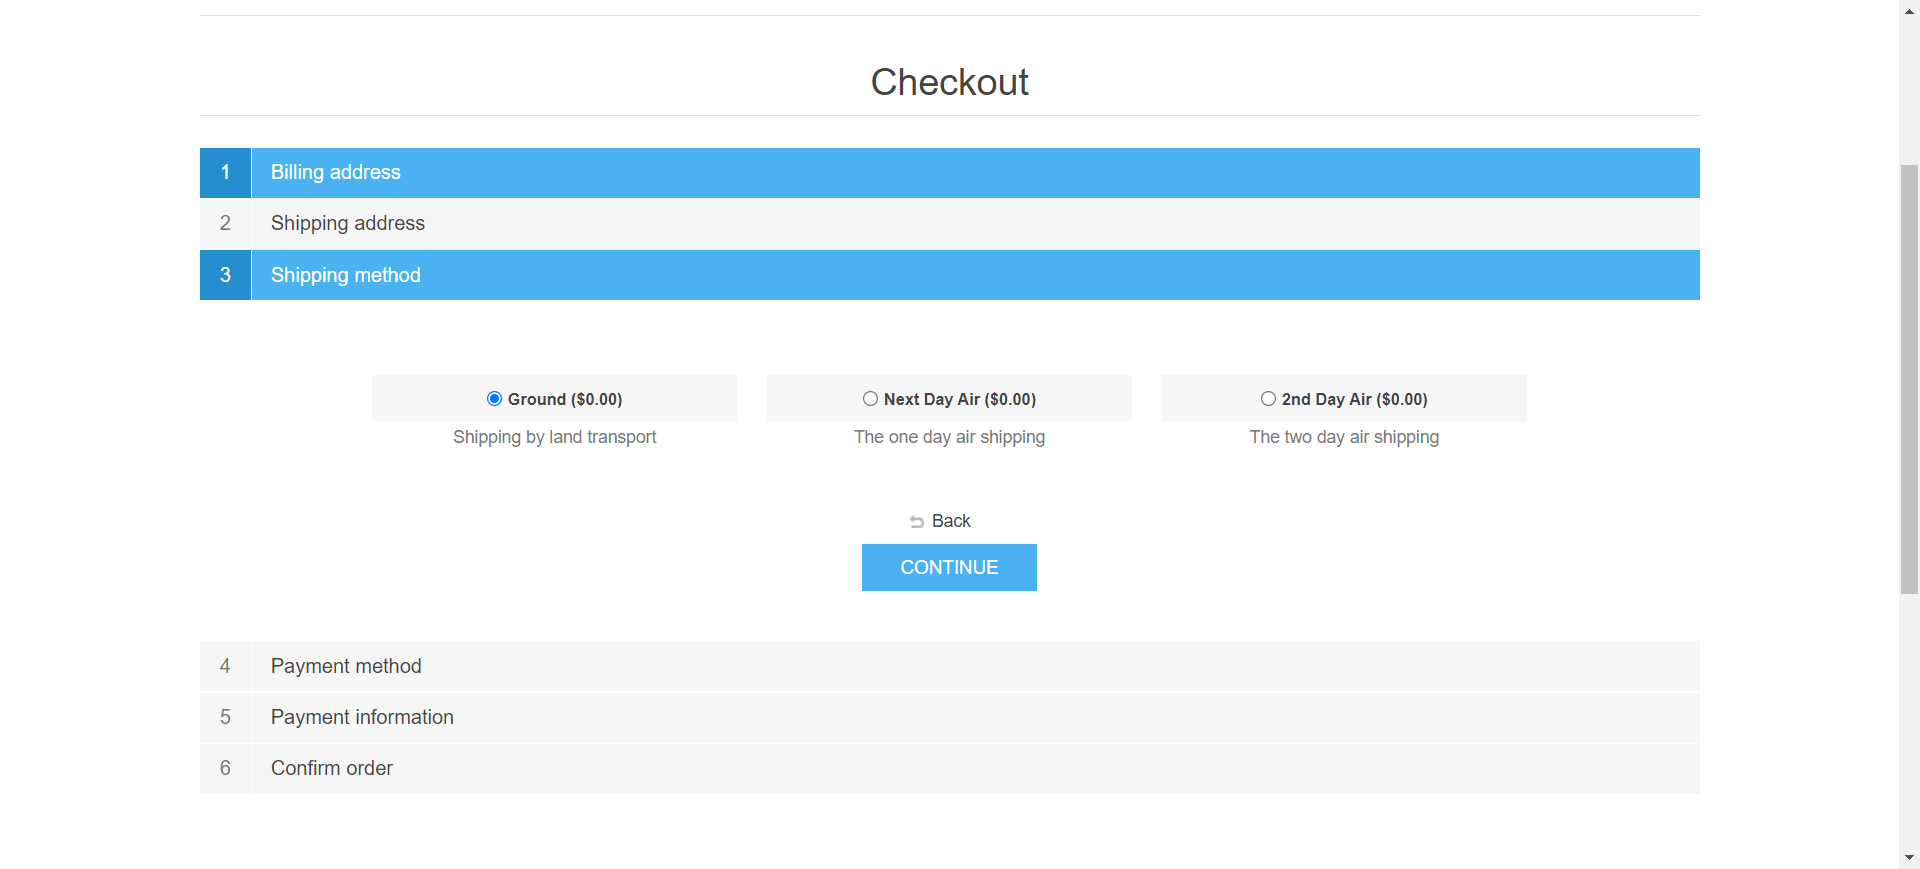 Checkout
1 Billing address
2 Shipping address
3 Shipping method
Ground ($0.00) Next Day Air ($0.00) 2nd Day Air ($0.00)
Shipping by land transport The one day air shipping The two day air shipping
Back
CONTINUE
4 Payment method
5 Payment information
6 Confirm order